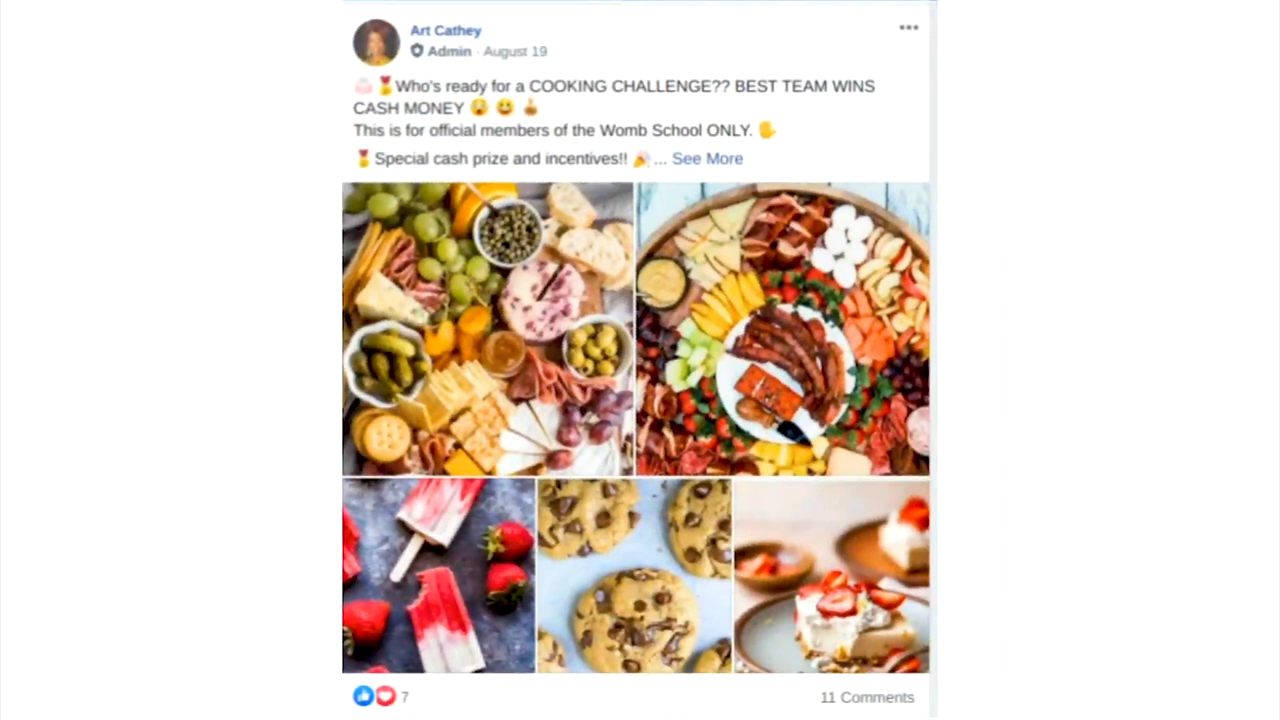 Art Cathey
Admin · August 19
👛🎖️Who's ready for a COOKING CHALLENGE?? BEST TEAM WINS
CASH MONEY 😱 😀 👍
This is for official members of the Womb School ONLY. ✋
🎖️Special cash prize and incentives!! 🎉... See More
7
11 Comments